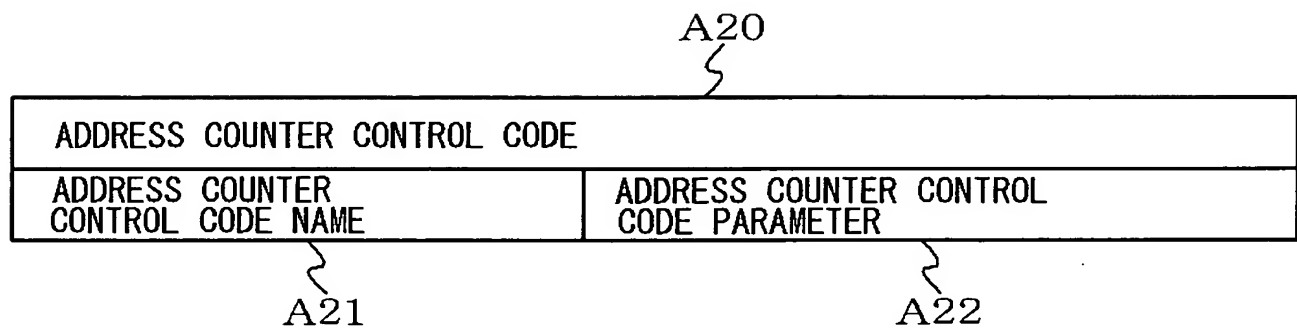 A20
ADDRESS COUNTER CONTROL CODE
ADDRESS COUNTER
CONTROL CODE NAME
ADDRESS COUNTER CONTROL
CODE PARAMETER
A21
A22